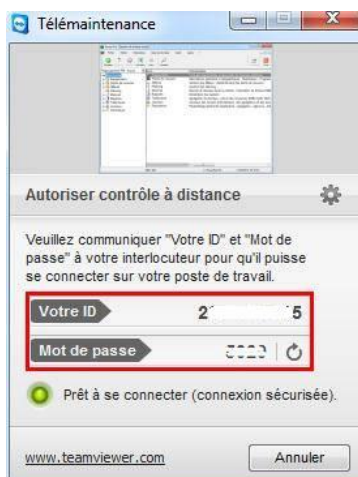 Télémaintenance
Autoriser contrôle à distance
Veuillez communiquer "Votre ID" et "Mot de
passe" à votre interlocuteur pour qu'il puisse
se connecter sur votre poste de travail.
Votre ID 2 5
Mot de passe
Prêt à se connecter (connexion sécurisée).
www.teamviewer.com Annuler